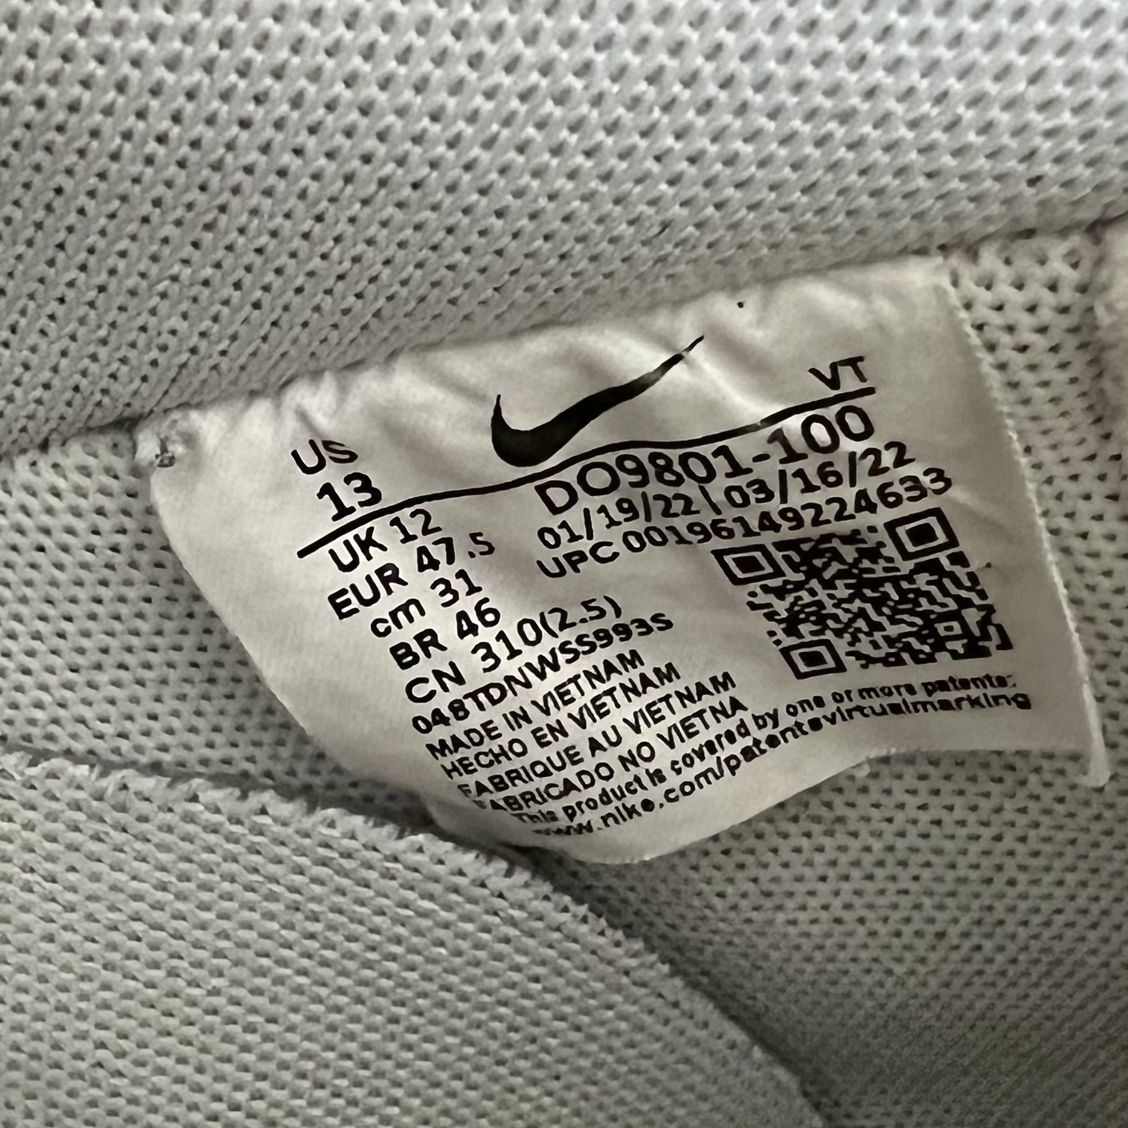 US
13
VT
UK 12
EUR 47.5
cm 31
BR 46
CN 310(2.5)
DO9801-100
01/19/22\03/16/22
UPC 00196149224633
048TDNWSS993S
MADE IN VIETNAM
HECHO EN VIETNAM
FABRIQUE AU VIETNAM
FABRICADO NO VIETNA
This product is covered by one or more patents:
www.nike.com/patentsvirtualmarking